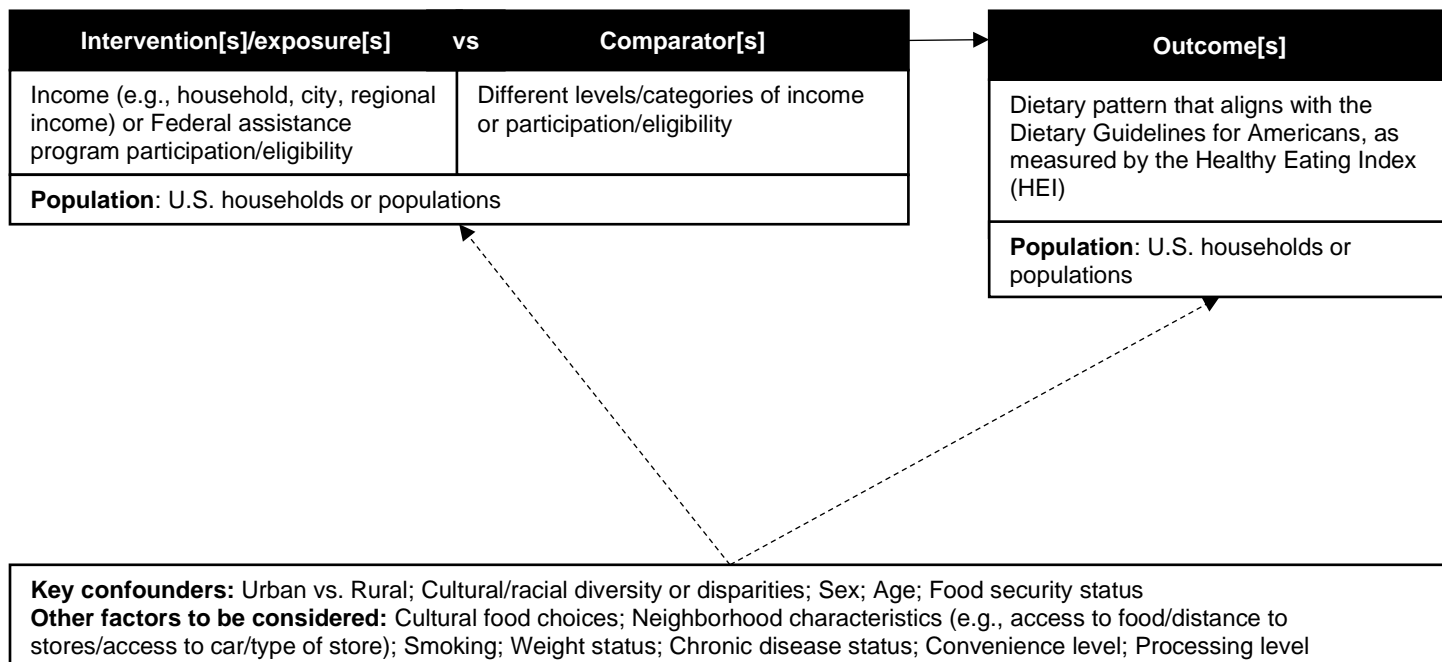 Intervention[s]/exposure[s] vs Comparator[s]
Income (e.g., household, city, regional
income) or Federal assistance
program participation/eligibility
Different levels/categories of income
or participation/eligibility
Population: U.S. households or populations
Outcome[s]
Dietary pattern that aligns with the
Dietary Guidelines for Americans, as
measured by the Healthy Eating Index
(HEI)
Population: U.S. households or
populations
Key confounders: Urban vs. Rural; Cultural/racial diversity or disparities; Sex; Age; Food security status
Other factors to be considered: Cultural food choices; Neighborhood characteristics (e.g., access to food/distance to
stores/access to car/type of store); Smoking; Weight status; Chronic disease status; Convenience level; Processing level